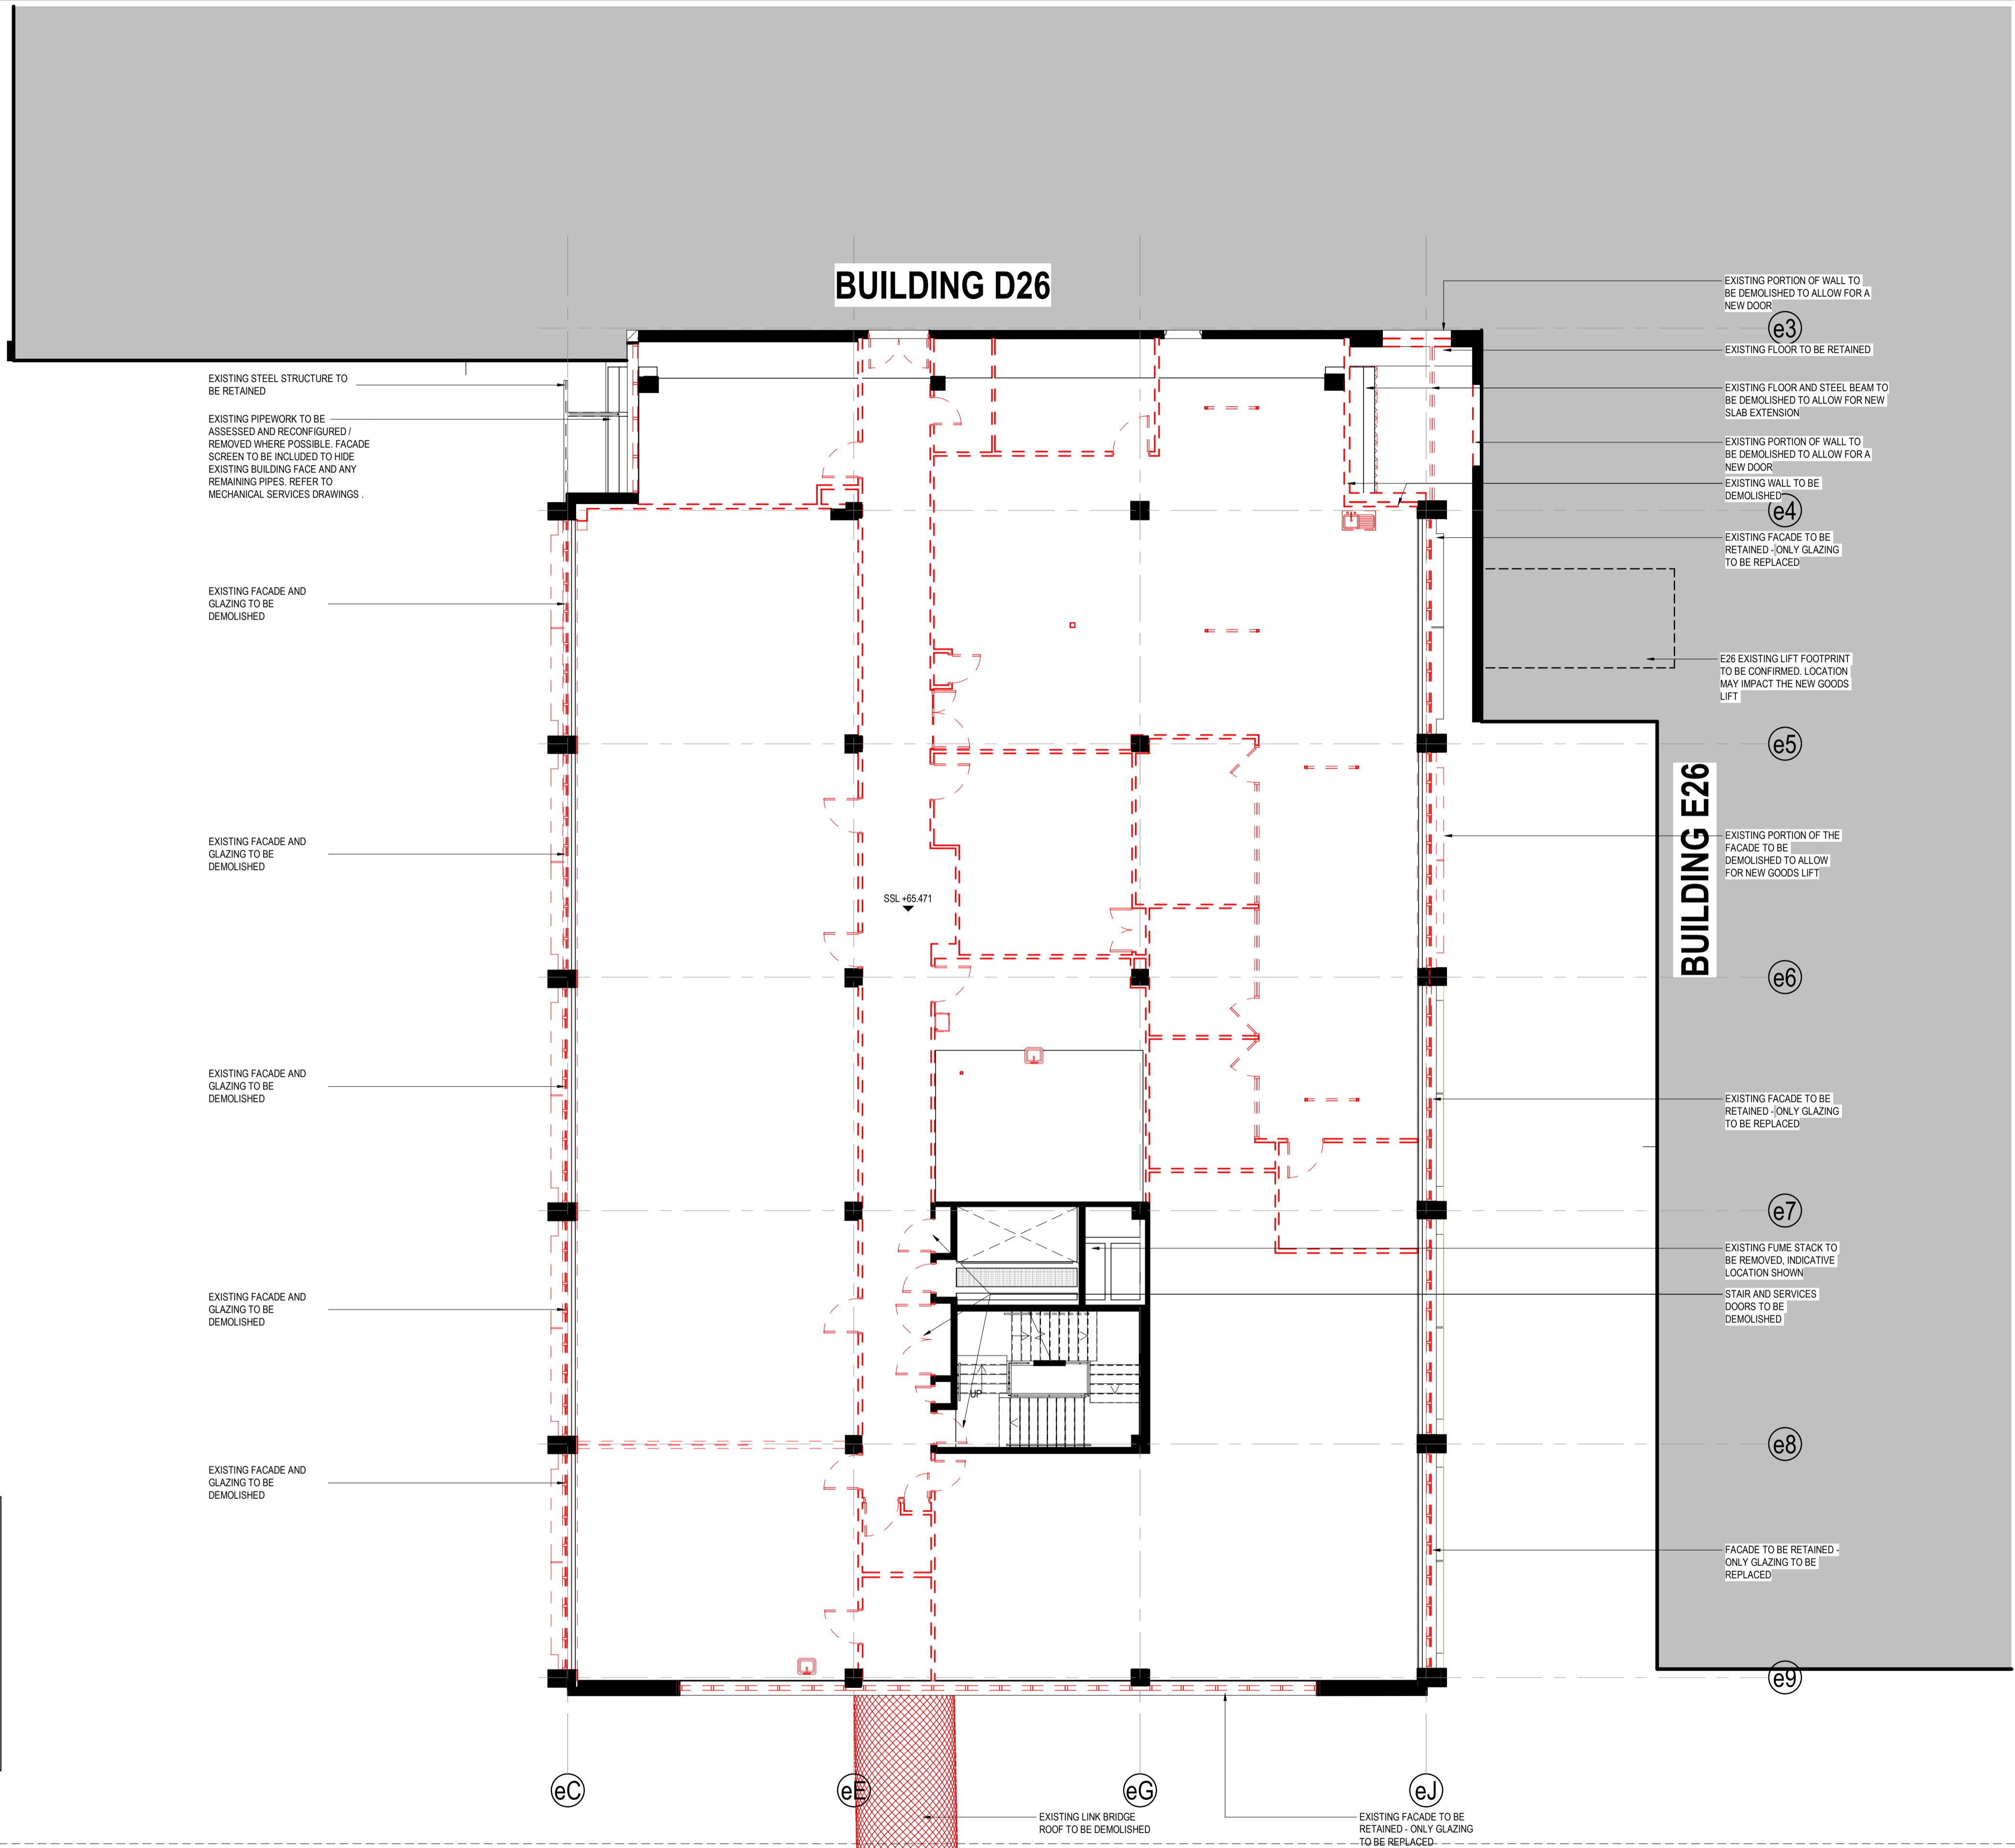 BUILDING D26
EXISTING PORTION OF WALL TO
BE DEMOLISHED TO ALLOW FOR A
NEW DOOR
e3
EXISTING FLOOR TO BE RETAINED
EXISTING STEEL STRUCTURE TO
BE RETAINED
EXISTING FLOOR AND STEEL BEAM TO
BE DEMOLISHED TO ALLOW FOR NEW
SLAB EXTENSION
EXISTING PIPEWORK TO BE
ASSESSED AND RECONFIGURED /
REMOVED WHERE POSSIBLE. FACADE
SCREEN TO BE INCLUDED TO HIDE
EXISTING BUILDING FACE AND ANY
REMAINING PIPES. REFER TO
MECHANICAL SERVICES DRAWINGS .
EXISTING PORTION OF WALL TO
BE DEMOLISHED TO ALLOW FOR A
NEW DOOR
EXISTING WALL TO BE
DEMOLISHED
e4
EXISTING FACADE TO BE
RETAINED - ONLY GLAZING
TO BE REPLACED
EXISTING FACADE AND
GLAZING TO BE
DEMOLISHED
E26 EXISTING LIFT FOOTPRINT
TO BE CONFIRMED. LOCATION
MAY IMPACT THE NEW GOODS
LIFT
e5
BUILDING E26
EXISTING FACADE AND
GLAZING TO BE
DEMOLISHED
EXISTING PORTION OF THE
FACADE TO BE
DEMOLISHED TO ALLOW
FOR NEW GOODS LIFT
SSL +65.471
e6
EXISTING FACADE AND
GLAZING TO BE
DEMOLISHED
EXISTING FACADE TO BE
RETAINED - ONLY GLAZING
TO BE REPLACED
e7
EXISTING FUME STACK TO
BE REMOVED, INDICATIVE
LOCATION SHOWN
EXISTING FACADE AND
GLAZING TO BE
DEMOLISHED
STAIR AND SERVICES
DOORS TO BE
DEMOLISHED
UP
e8
EXISTING FACADE AND
GLAZING TO BE
DEMOLISHED
FACADE TO BE RETAINED -
ONLY GLAZING TO BE
REPLACED
e9
eC
eE
eG
eJ
EXISTING LINK BRIDGE
ROOF TO BE DEMOLISHED
EXISTING FACADE TO BE
RETAINED - ONLY GLAZING
TO BE REPLACED